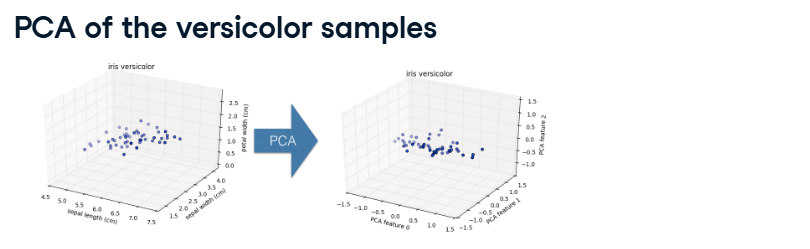 PCA of the versicolor samples
iris versicolor
2.5
2.0
1.5
1.0
0.5
0.0
petal width (cm)
4.5 5.0 5.5 6.0 6.5 7.0 7.5
sepal length (cm)
1.5 2.0 2.5 3.0 3.5 4.0
sepal width (cm)
PCA
iris versicolor
1.5
1.0
0.5
0.0
−0.5
−1.0
PCA feature 2
−1.5 −1.0 −0.5 0.0 0.5 1.0 1.5
PCA feature 0
−1.5 −1.0 −0.5 0.0 0.5 1.0 1.5
PCA feature 1